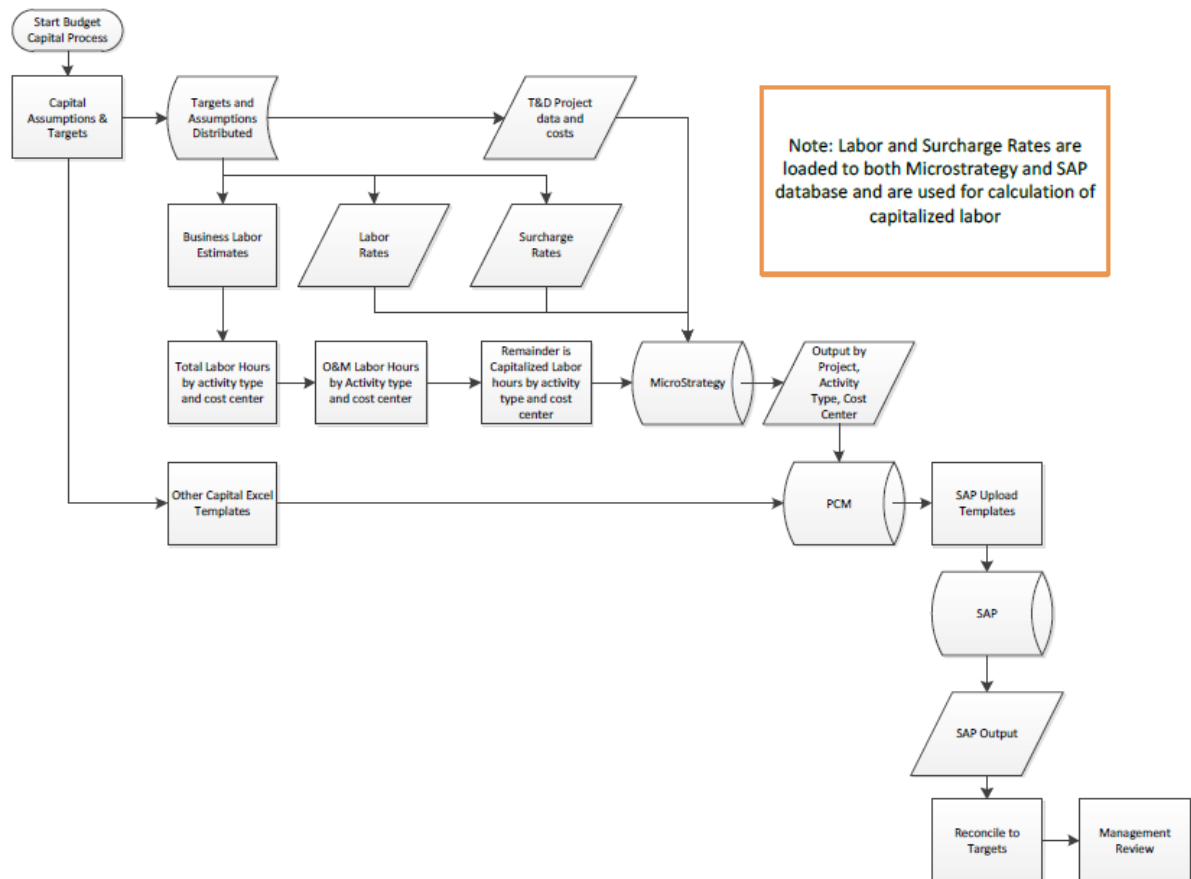 Start Budget
Capital Process
Capital
Assumptions &
Targets
Targets and
Assumptions
Distributed
T&D Project
data and
costs
Note: Labor and Surcharge Rates are
loaded to both Microstrategy and SAP
database and are used for calculation of
capitalized labor
Business Labor
Estimates
Labor
Rates
Surcharge
Rates
Total Labor Hours
by activity type
and cost center
O&M Labor Hours
by Activity type
and cost center
Remainder is
Capitalized Labor
hours by activity
type and cost
center
MicroStrategy
Output by
Project,
Activity
Type, Cost
Center
Other Capital Excel
Templates
PCM
SAP Upload
Templates
SAP
SAP Output
Reconcile to
Targets
Management
Review